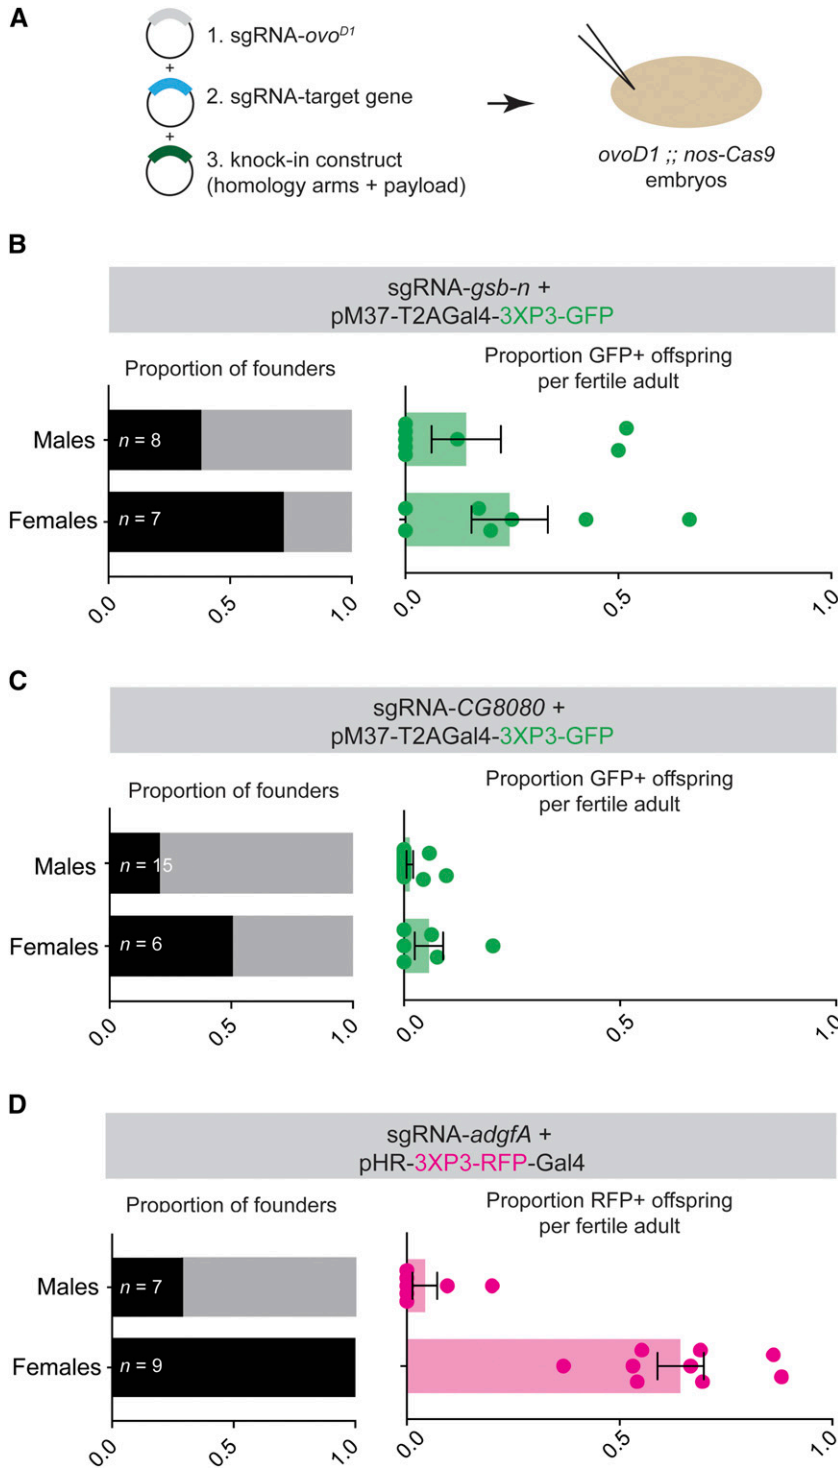 A
1. sgRNA-ovoD1
+
2. sgRNA-target gene
+
3. knock-in construct
(homology arms + payload)
ovoD1 ;; nos-Cas9
embryos
B
sgRNA-gsb-n +
pM37-T2AGal4-3XP3-GFP
Proportion of founders
Proportion GFP+ offspring
per fertile adult
Males
n = 8
Females
n = 7
0.0 0.5 1.0
0.0 0.5 1.0
C
sgRNA-CG8080 +
pM37-T2AGal4-3XP3-GFP
Proportion of founders
Proportion GFP+ offspring
per fertile adult
Males
n = 15
Females
n = 6
0.0 0.5 1.0
0.0 0.5 1.0
D
sgRNA-adgfA +
pHR-3XP3-RFP-Gal4
Proportion of founders
Proportion RFP+ offspring
per fertile adult
Males
n = 7
Females
n = 9
0.0 0.5 1.0
0.0 0.5 1.0